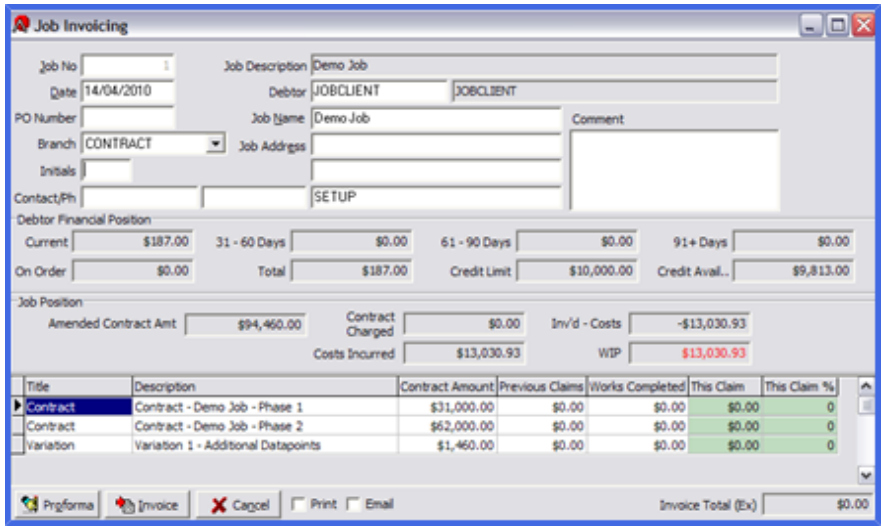 Job Invoicing
Job No 1 Job Description Demo Job
Date 14/04/2010 Debtor JOBCLIENT JOBCLIENT
PO Number Job Name Demo Job Comment
Branch CONTRACT Job Address
Initials
Contact/Ph SETUP
Debtor Financial Position
Current $187.00 31 - 60 Days $0.00 61 - 90 Days $0.00 91+ Days $0.00
On Order $0.00 Total $187.00 Credit Limit $10,000.00 Credit Avail... $9,813.00
Job Position
Amended Contract Amt $94,460.00 Contract Charged $0.00 Inv'd - Costs -$13,030.93
Costs Incurred $13,030.93 WIP $13,030.93
Title Description Contract Amount Previous Claims Works Completed This Claim This Claim %
Contract Contract - Demo Job - Phase 1 $31,000.00 $0.00 $0.00 $0.00 0
Contract Contract - Demo Job - Phase 2 $62,000.00 $0.00 $0.00 $0.00 0
Variation Variation 1 - Additional Datapoints $1,460.00 $0.00 $0.00 $0.00 0
Proforma Invoice Cancel Print Email Invoice Total (Ex) $0.00